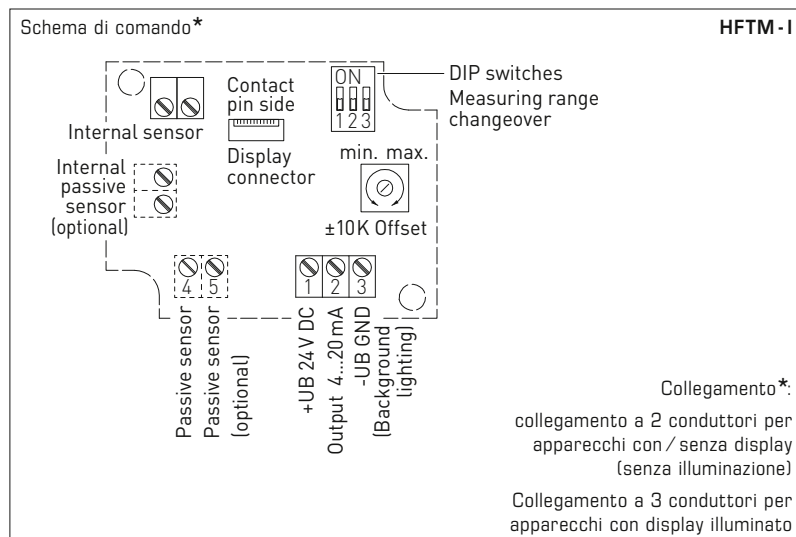 Schema di comando*
HFTM - I
ON
1 2 3
DIP switches
Measuring range
changeover
Contact
pin side
Internal sensor
Display
connector
Internal
passive
sensor
(optional)
min. max.
±10K Offset
4 5
1 2 3
Passive sensor
Passive sensor
(optional)
+UB 24 V DC
Output 4...20 mA
-UB GND
(Background
lighting)
Collegamento*:
collegamento a 2 conduttori per
apparecchi con / senza display
(senza illuminazione)
Collegamento a 3 conduttori per
apparecchi con display illuminato